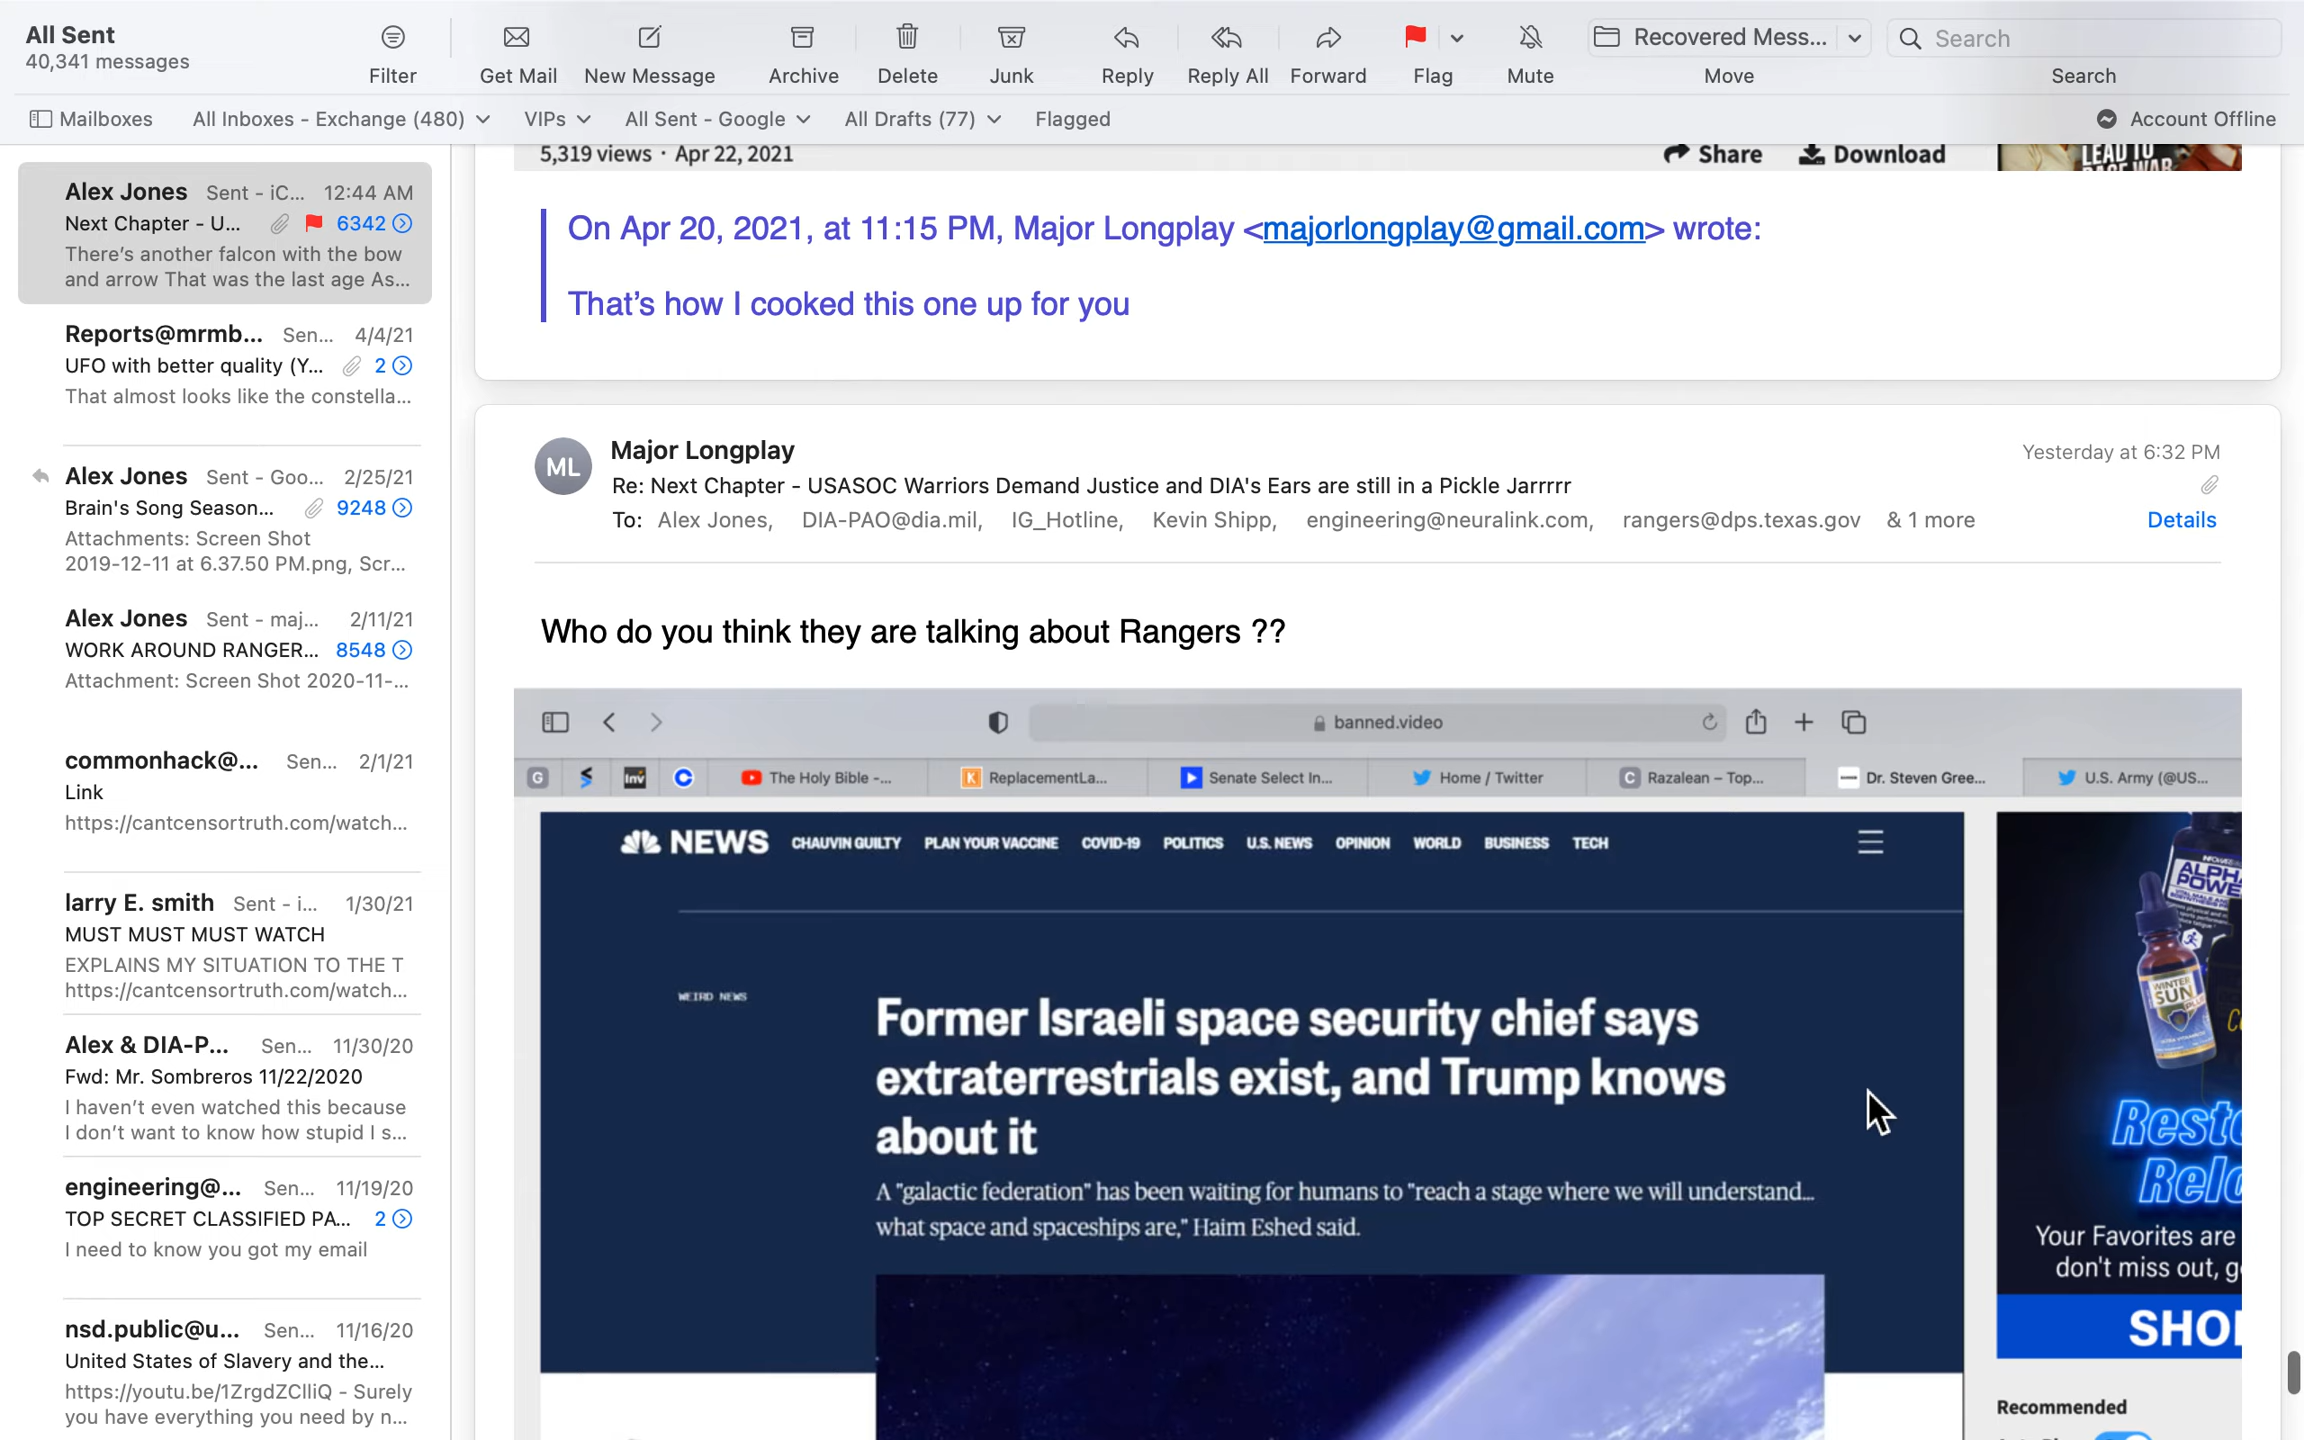 All Sent
40,341 messages
Filter
Get Mail
New Message
Archive
Delete
Junk
Reply
Reply All
Forward
Flag
Mute
Recovered Mess...
Move
Search
Search
Mailboxes
All Inboxes - Exchange (480)
VIPs
All Sent - Google
All Drafts (77)
Flagged
Account Offline
Alex Jones Sent - iC... 12:44 AM
Next Chapter - U... 6342
There's another falcon with the bow
and arrow That was the last age As...
Reports@mrmb... Sen... 4/4/21
UFO with better quality (Y... 2
That almost looks like the constella...
Alex Jones Sent - Goo... 2/25/21
Brain's Song Season... 9248
Attachments: Screen Shot
2019-12-11 at 6.37.50 PM.png, Scr...
Alex Jones Sent - maj... 2/11/21
WORK AROUND RANGER... 8548
Attachment: Screen Shot 2020-11-...
commonhack@... Sen... 2/1/21
Link
https://cantcensortruth.com/watch...
larry E. smith Sent - i... 1/30/21
MUST MUST MUST WATCH
EXPLAINS MY SITUATION TO THE T
https://cantcensortruth.com/watch...
Alex & DIA-P... Sen... 11/30/20
Fwd: Mr. Sombreros 11/22/2020
I haven't even watched this because
I don't want to know how stupid I s...
engineering@... Sen... 11/19/20
TOP SECRET CLASSIFIED PA... 2
I need to know you got my email
nsd.public@u... Sen... 11/16/20
United States of Slavery and the...
https://youtu.be/1ZrgdZClliQ - Surely
you have everything you need by n...
5,319 views · Apr 22, 2021
Share
Download
LEAD TO
RACE WAR
On Apr 20, 2021, at 11:15 PM, Major Longplay <majorlongplay@gmail.com> wrote:
That's how I cooked this one up for you
ML
Major Longplay
Yesterday at 6:32 PM
Re: Next Chapter - USASOC Warriors Demand Justice and DIA's Ears are still in a Pickle Jarrrrr
To: Alex Jones, DIA-PAO@dia.mil, IG_Hotline, Kevin Shipp, engineering@neuralink.com, rangers@dps.texas.gov & 1 more
Details
Who do you think they are talking about Rangers ??
banned.video
G
Inv
The Holy Bible -...
K ReplacementLa...
Senate Select In...
Home / Twitter
C Razalean – Top...
Dr. Steven Gree...
U.S. Army (@US...
NEWS CHAUVIN GUILTY PLAN YOUR VACCINE COVID-19 POLITICS U.S. NEWS OPINION WORLD BUSINESS TECH
WEIRD NEWS
Former Israeli space security chief says
extraterrestrials exist, and Trump knows
about it
A "galactic federation" has been waiting for humans to "reach a stage where we will understand...
what space and spaceships are," Haim Eshed said.
WINTER
SUN
Your Favorites are
don't miss out, g
SHO
Recommended